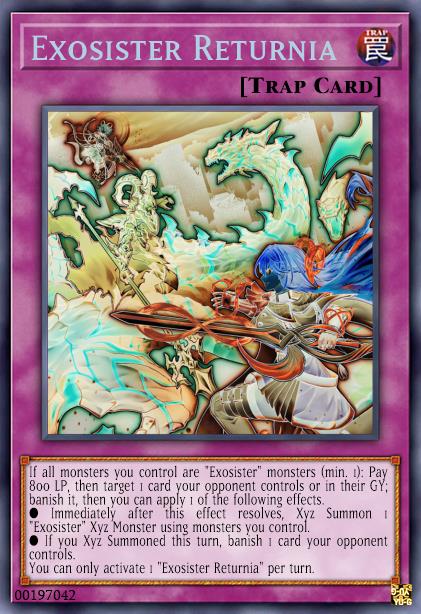 Exosister Returnia
TRAP
罠
[Trap Card]
If all monsters you control are "Exosister" monsters (min. 1): Pay
800 LP, then target 1 card your opponent controls or in their GY;
banish it, then you can apply 1 of the following effects.
● Immediately after this effect resolves, Xyz Summon 1
"Exosister" Xyz Monster using monsters you control.
● If you Xyz Summoned this turn, banish 1 card your opponent
controls.
You can only activate 1 "Exosister Returnia" per turn.
00197042